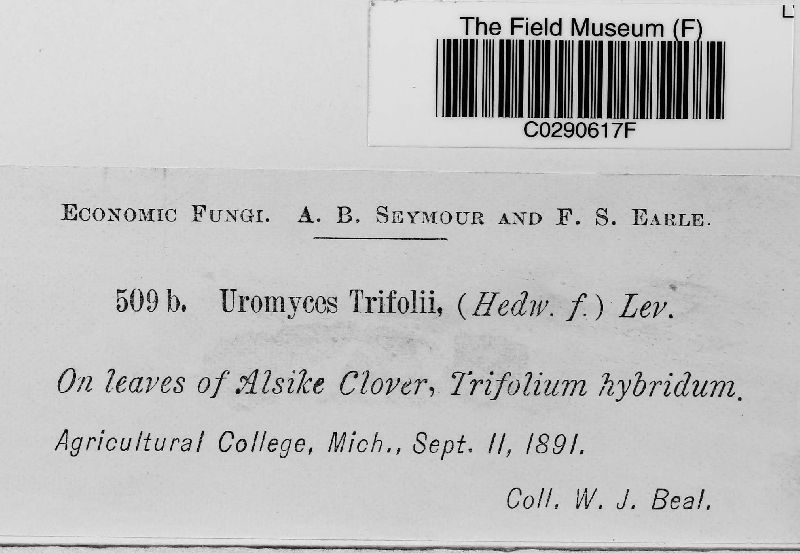 The Field Museum (F)
C0290617F
ECONOMIC FUNGI. A. B. SEYMOUR AND F. S. EARLE.
509 b. Uromyces Trifolii, (Hedw. f.) Lev.
On leaves of Alsike Clover, Trifolium hybridum.
Agricultural College, Mich., Sept. 11, 1891.
Coll. W. J. Beal.